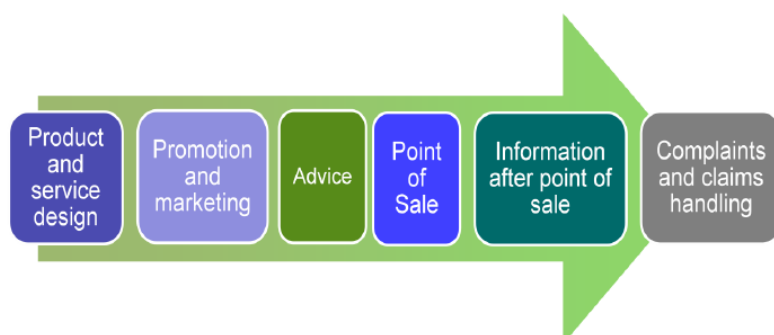 Product
and
service
design
Promotion
and
marketing
Advice
Point
of
Sale
Information
after point of
sale
Complaints
and claims
handling